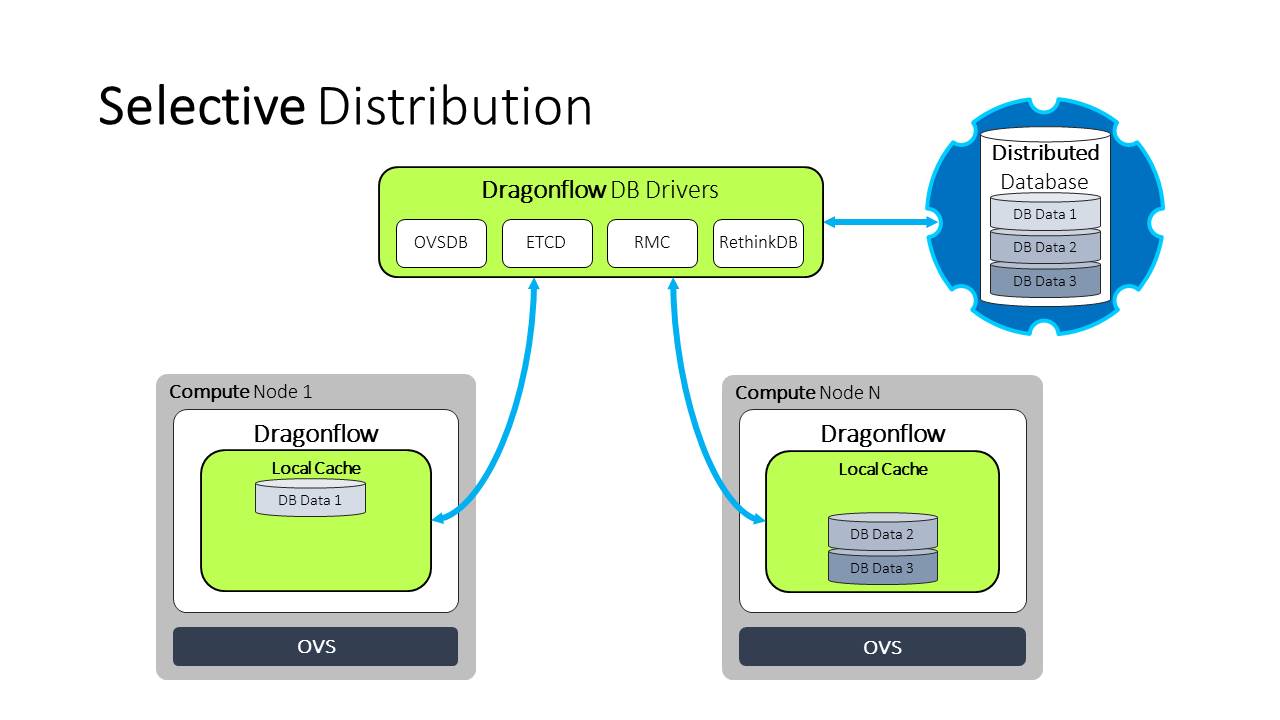 Selective Distribution
Distributed
Database
DB Data 1
DB Data 2
DB Data 3
Dragonflow DB Drivers
OVSDB
ETCD
RMC
RethinkDB
Compute Node 1
Dragonflow
Local Cache
DB Data 1
OVS
Compute Node N
Dragonflow
Local Cache
DB Data 2
DB Data 3
OVS